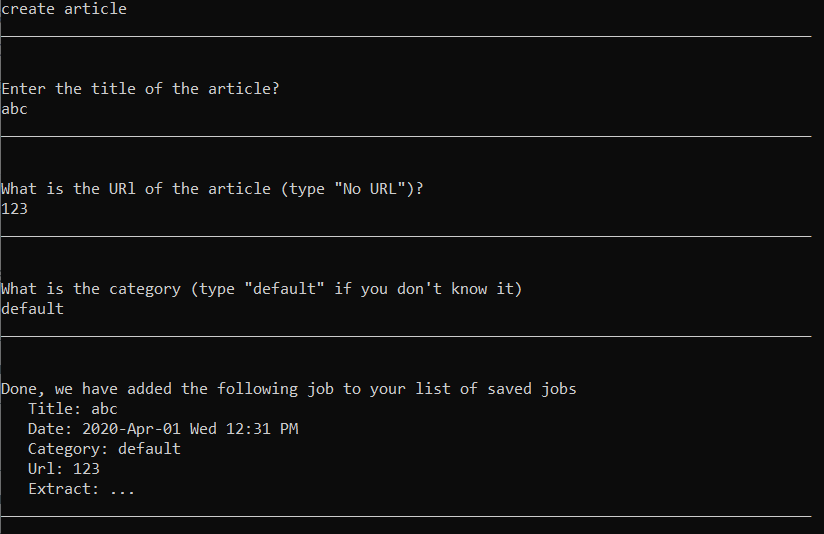 create article
Enter the title of the article?
abc
What is the URl of the article (type "No URL")?
123
What is the category (type "default" if you don't know it)
default
Done, we have added the following job to your list of saved jobs
Title: abc
Date: 2020-Apr-01 Wed 12:31 PM
Category: default
Url: 123
Extract: ...